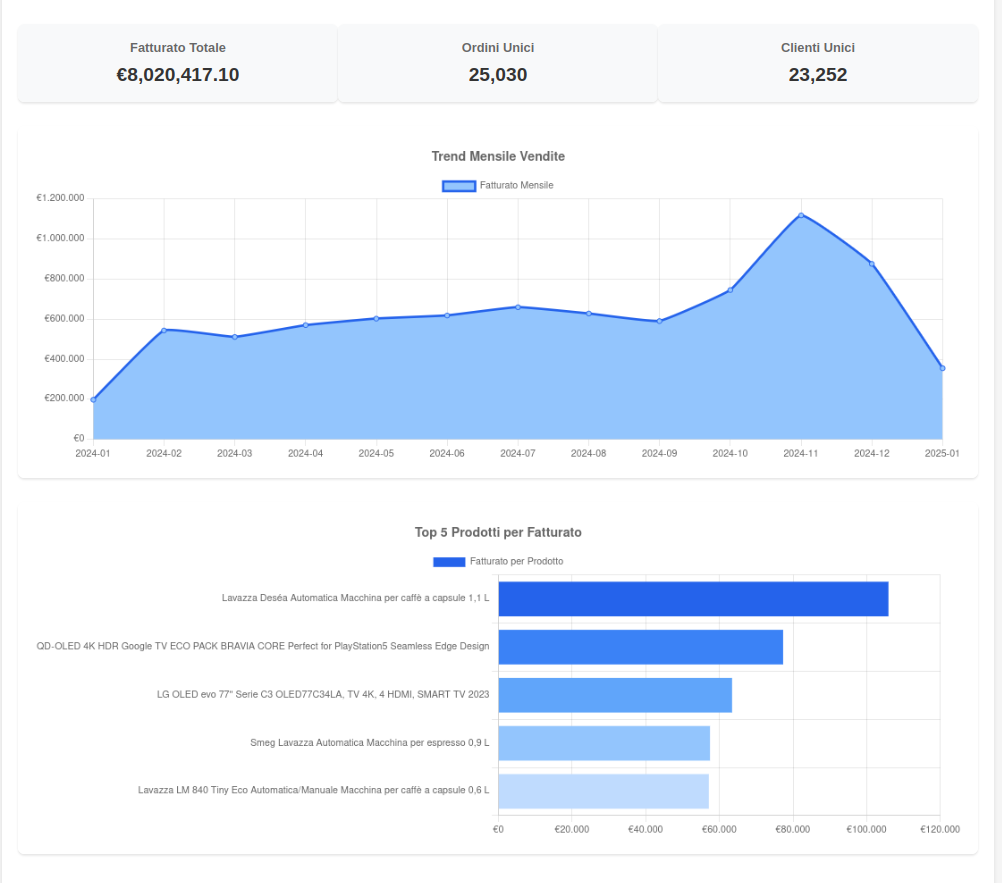 Fatturato Totale
€8,020,417.10
Ordini Unici
25,030
Clienti Unici
23,252
Trend Mensile Vendite
Fatturato Mensile
€1.200.000
€1.000.000
€800.000
€600.000
€400.000
€200.000
€0
2024-01 2024-02 2024-03 2024-04 2024-05 2024-06 2024-07 2024-08 2024-09 2024-10 2024-11 2024-12 2025-01
Top 5 Prodotti per Fatturato
Fatturato per Prodotto
Lavazza Deséa Automatica Macchina per caffè a capsule 1,1 L
QD-OLED 4K HDR Google TV ECO PACK BRAVIA CORE Perfect for PlayStation5 Seamless Edge Design
LG OLED evo 77" Serie C3 OLED77C34LA, TV 4K, 4 HDMI, SMART TV 2023
Smeg Lavazza Automatica Macchina per espresso 0,9 L
Lavazza LM 840 Tiny Eco Automatica/Manuale Macchina per caffè a capsule 0,6 L
€0 €20.000 €40.000 €60.000 €80.000 €100.000 €120.000